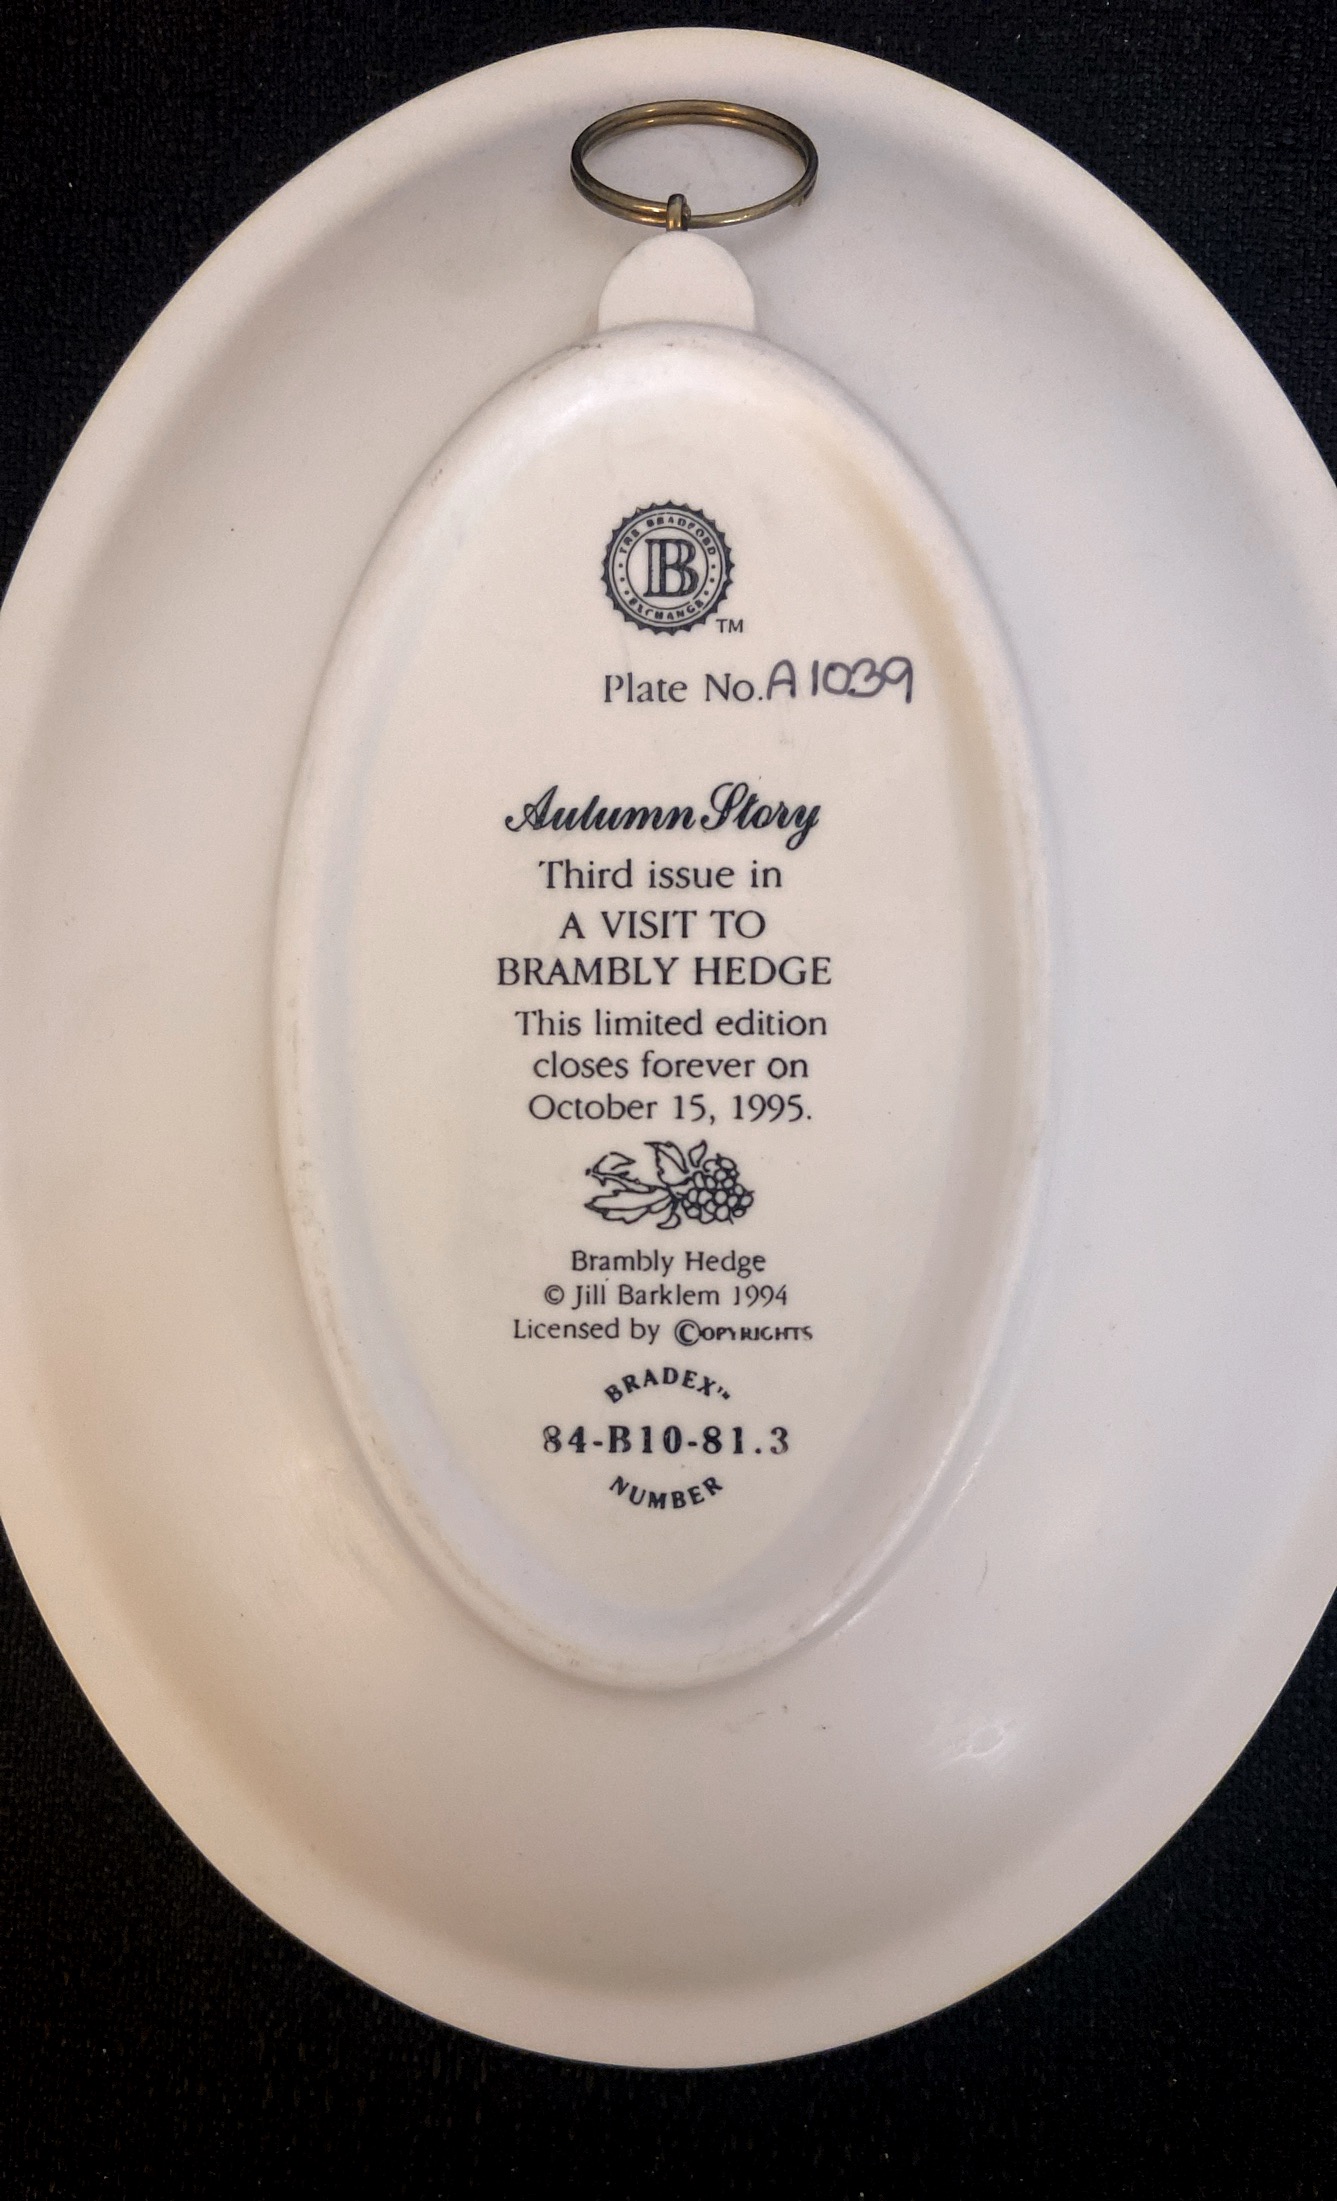 THE BRADFORD
B
EXCHANGE
TM
Plate No. A1039
Autumn Story
Third issue in
A VISIT TO
BRAMBLY HEDGE
This limited edition
closes forever on
October 15, 1995.
Brambly Hedge
© Jill Barklem 1994
Licensed by ©OPYRIGHTS
BRADEX™
84-B10-81.3
NUMBER